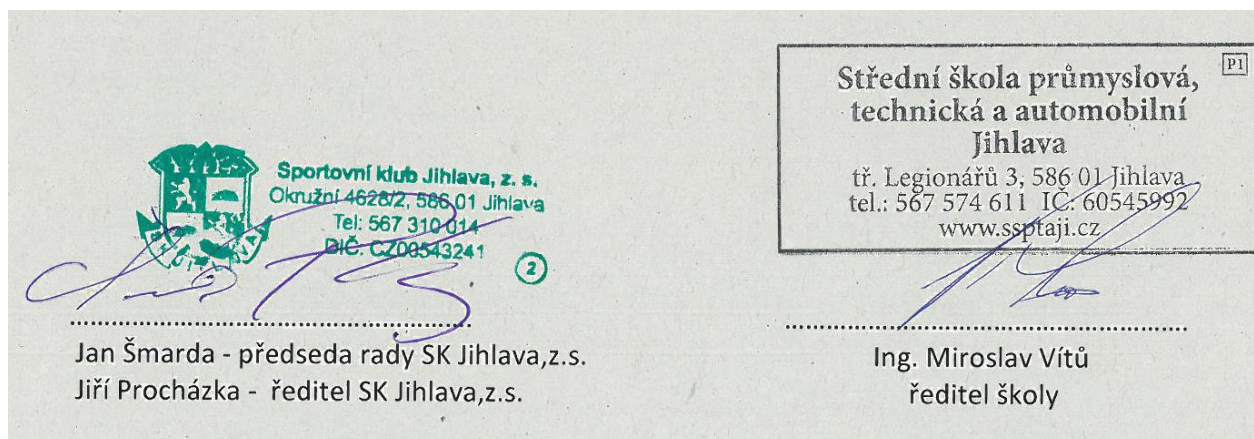 Sportovní klub Jihlava, z. s.
Okružní 4628/2, 586 01 Jihlava
Tel: 567 310 014
DIČ: CZ00543241
2
Jan Šmarda - předseda rady SK Jihlava,z.s.
Jiří Procházka - ředitel SK Jihlava,z.s.
P1
Střední škola průmyslová,
technická a automobilní
Jihlava
tř. Legionářů 3, 586 01 Jihlava
tel.: 567 574 611 IČ: 60545992
www.ssptaji.cz
Ing. Miroslav Vítů
ředitel školy